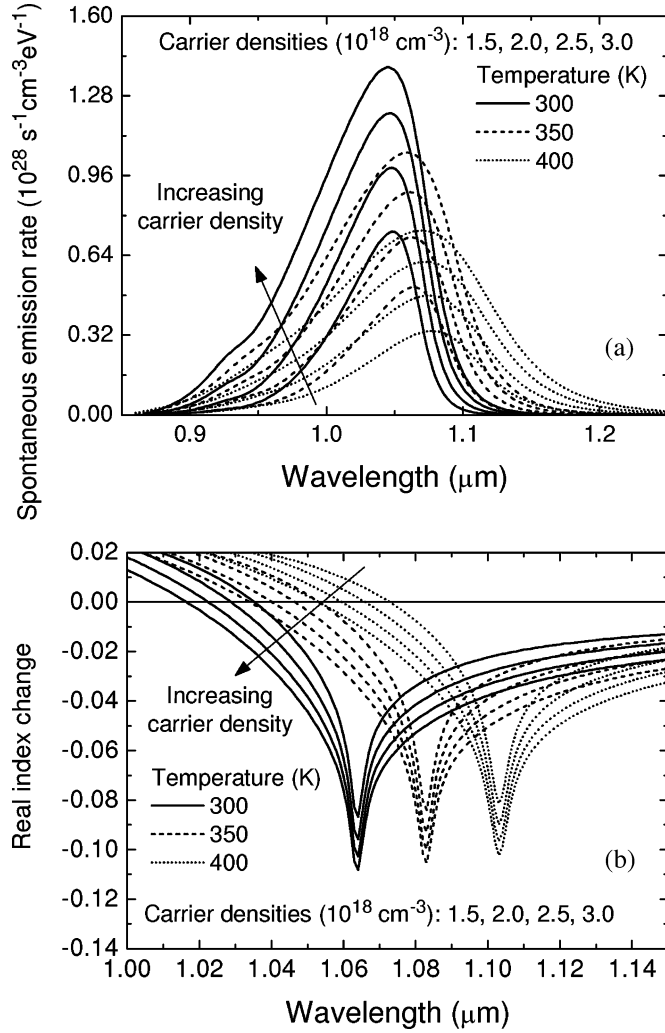 (a)
Carrier densities (10^18 cm^-3): 1.5, 2.0, 2.5, 3.0
Temperature (K)
300
350
400
Increasing
carrier density
1.60
1.28
0.96
0.64
0.32
0.00
0.9
1.0
1.1
1.2
Spontaneous emission rate (10^28 s^-1cm^-3eV^-1)
Wavelength (μm)
0.02
0.00
-0.02
-0.04
-0.06
-0.08
-0.10
-0.12
-0.14
Real index change
Increasing
carrier density
Temperature (K)
300
350
400
(b)
Carrier densities (10^18 cm^-3): 1.5, 2.0, 2.5, 3.0
1.00
1.02
1.04
1.06
1.08
1.10
1.12
1.14
Wavelength (μm)